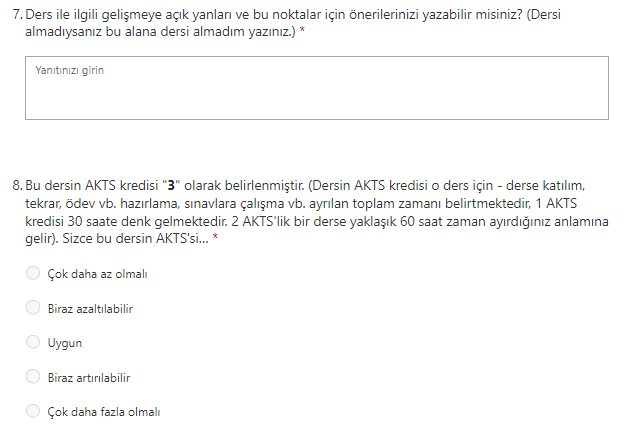 7. Ders ile ilgili gelişmeye açık yanları ve bu noktalar için önerilerinizi yazabilir misiniz? (Dersi
almadıysanız bu alana dersi almadım yazınız.) *
Yanıtınızı girin
8. Bu dersin AKTS kredisi "3" olarak belirlenmiştir. (Dersin AKTS kredisi o ders için - derse katılım,
tekrar, ödev vb. hazırlama, sınavlara çalışma vb. ayrılan toplam zamanı belirtmektedir, 1 AKTS
kredisi 30 saate denk gelmektedir. 2 AKTS'lik bir derse yaklaşık 60 saat zaman ayırdığınız anlamına
gelir). Sizce bu dersin AKTS'si... *
Çok daha az olmalı
Biraz azaltılabilir
Uygun
Biraz artırılabilir
Çok daha fazla olmalı